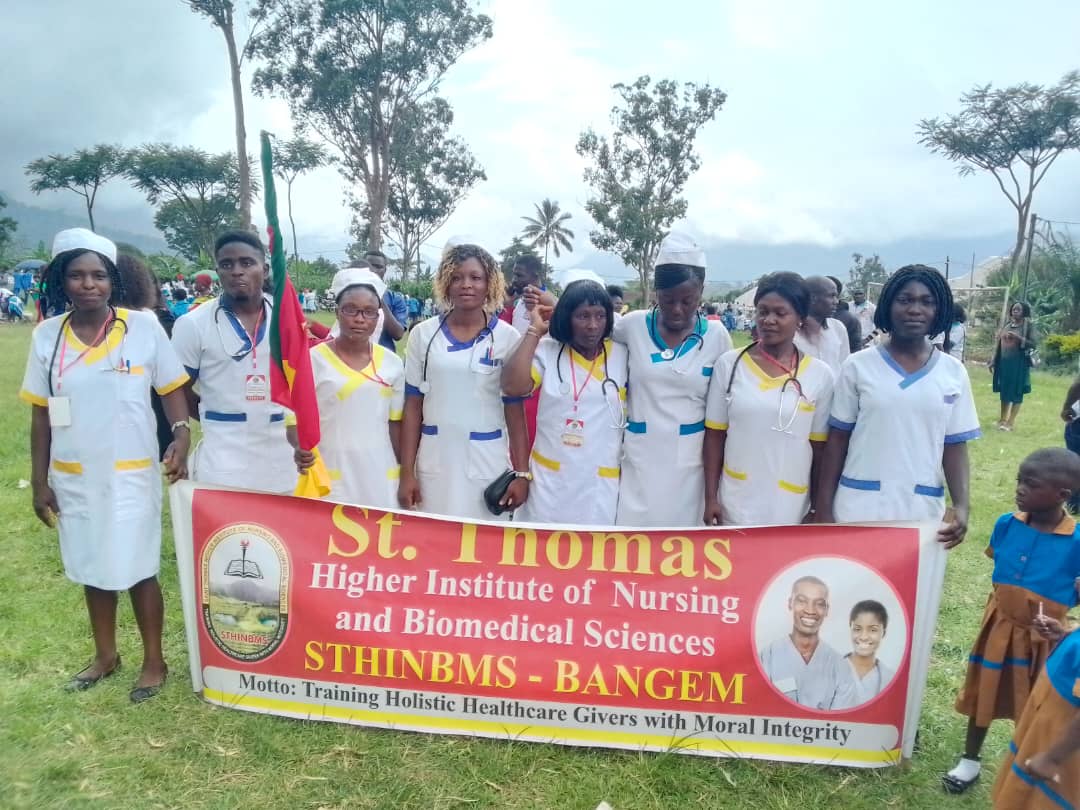 St. Thomas
Higher Institute of Nursing
and Biomedical Sciences
STHINBMS - BANGEM
Motto: Training Holistic Healthcare Givers with Moral Integrity
STHINBMS